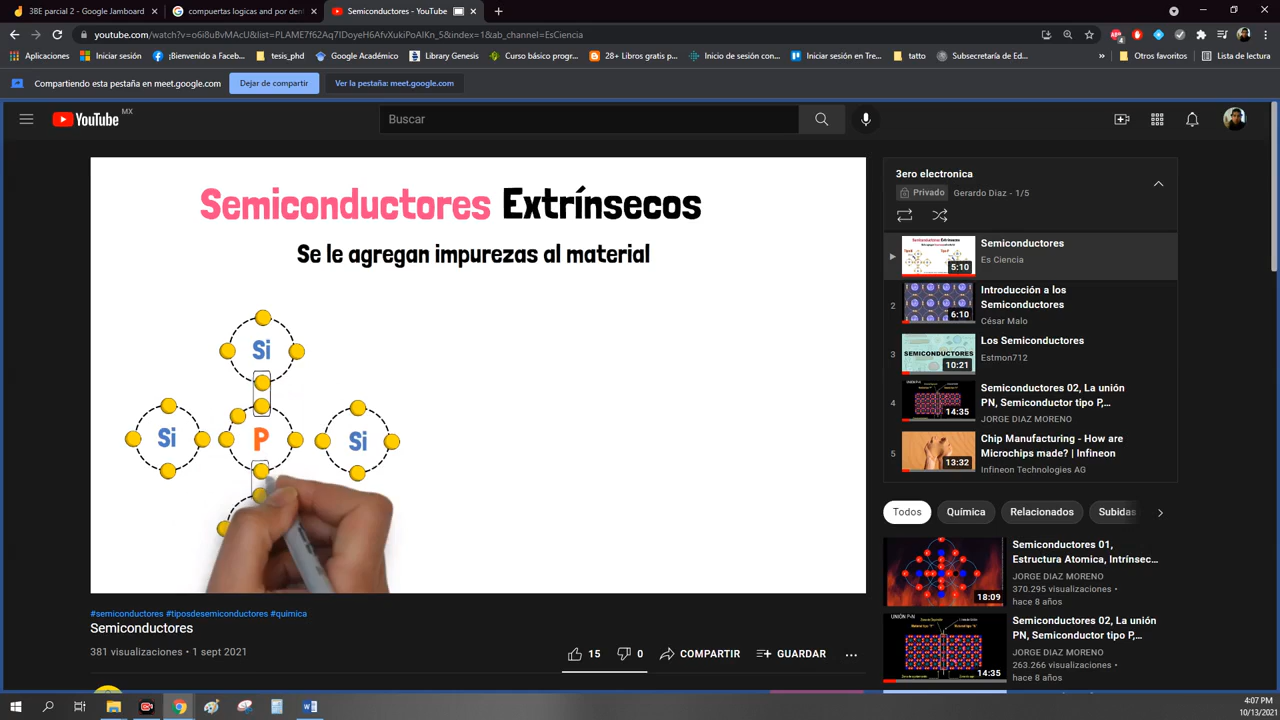 3BE parcial 2 - Google Jamboard
compuertas logicas and por den
Semiconductores - YouTube
youtube.com/watch?v=o6i8uBvMAcU&list=PLAME7f62Aq7IDoyeH6AfvXukiPoAIKn_5&index=1&ab_channel=EsCiencia
Aplicaciones
Iniciar sesión
¡Bienvenido a Faceb...
tesis_phd
Google Académico
Library Genesis
Curso básico progr...
28+ Libros gratis p...
Inicio de sesión con...
Iniciar sesión en Tre...
tatto
Subsecretaría de Ed...
Otros favoritos
Lista de lectura
Compartiendo esta pestaña en meet.google.com
Dejar de compartir
Ver la pestaña: meet.google.com
YouTube MX
Buscar
Semiconductores Extrínsecos
Se le agregan impurezas al material
Si
Si
P
Si
#semiconductores #tiposdesemiconductores #quimica
Semiconductores
381 visualizaciones • 1 sept 2021
15
0
COMPARTIR
GUARDAR
3ero electronica
Privado
Gerardo Diaz - 1/5
5:10
Semiconductores
Es Ciencia
2
6:10
Introducción a los
Semiconductores
César Malo
3
SEMICONDUCTORES
10:21
Los Semiconductores
Estmon712
4
14:35
Semiconductores 02, La unión
PN, Semiconductor tipo P,...
JORGE DIAZ MORENO
5
13:32
Chip Manufacturing - How are
Microchips made? | Infineon
Infineon Technologies AG
Todos
Química
Relacionados
Subidas
18:09
Semiconductores 01,
Estructura Atomica, Intrínsec...
JORGE DIAZ MORENO
370.295 visualizaciones •
hace 8 años
UNIÓN P-N
14:35
Semiconductores 02, La unión
PN, Semiconductor tipo P,...
JORGE DIAZ MORENO
263.266 visualizaciones •
hace 8 años
4:07 PM
10/13/2021